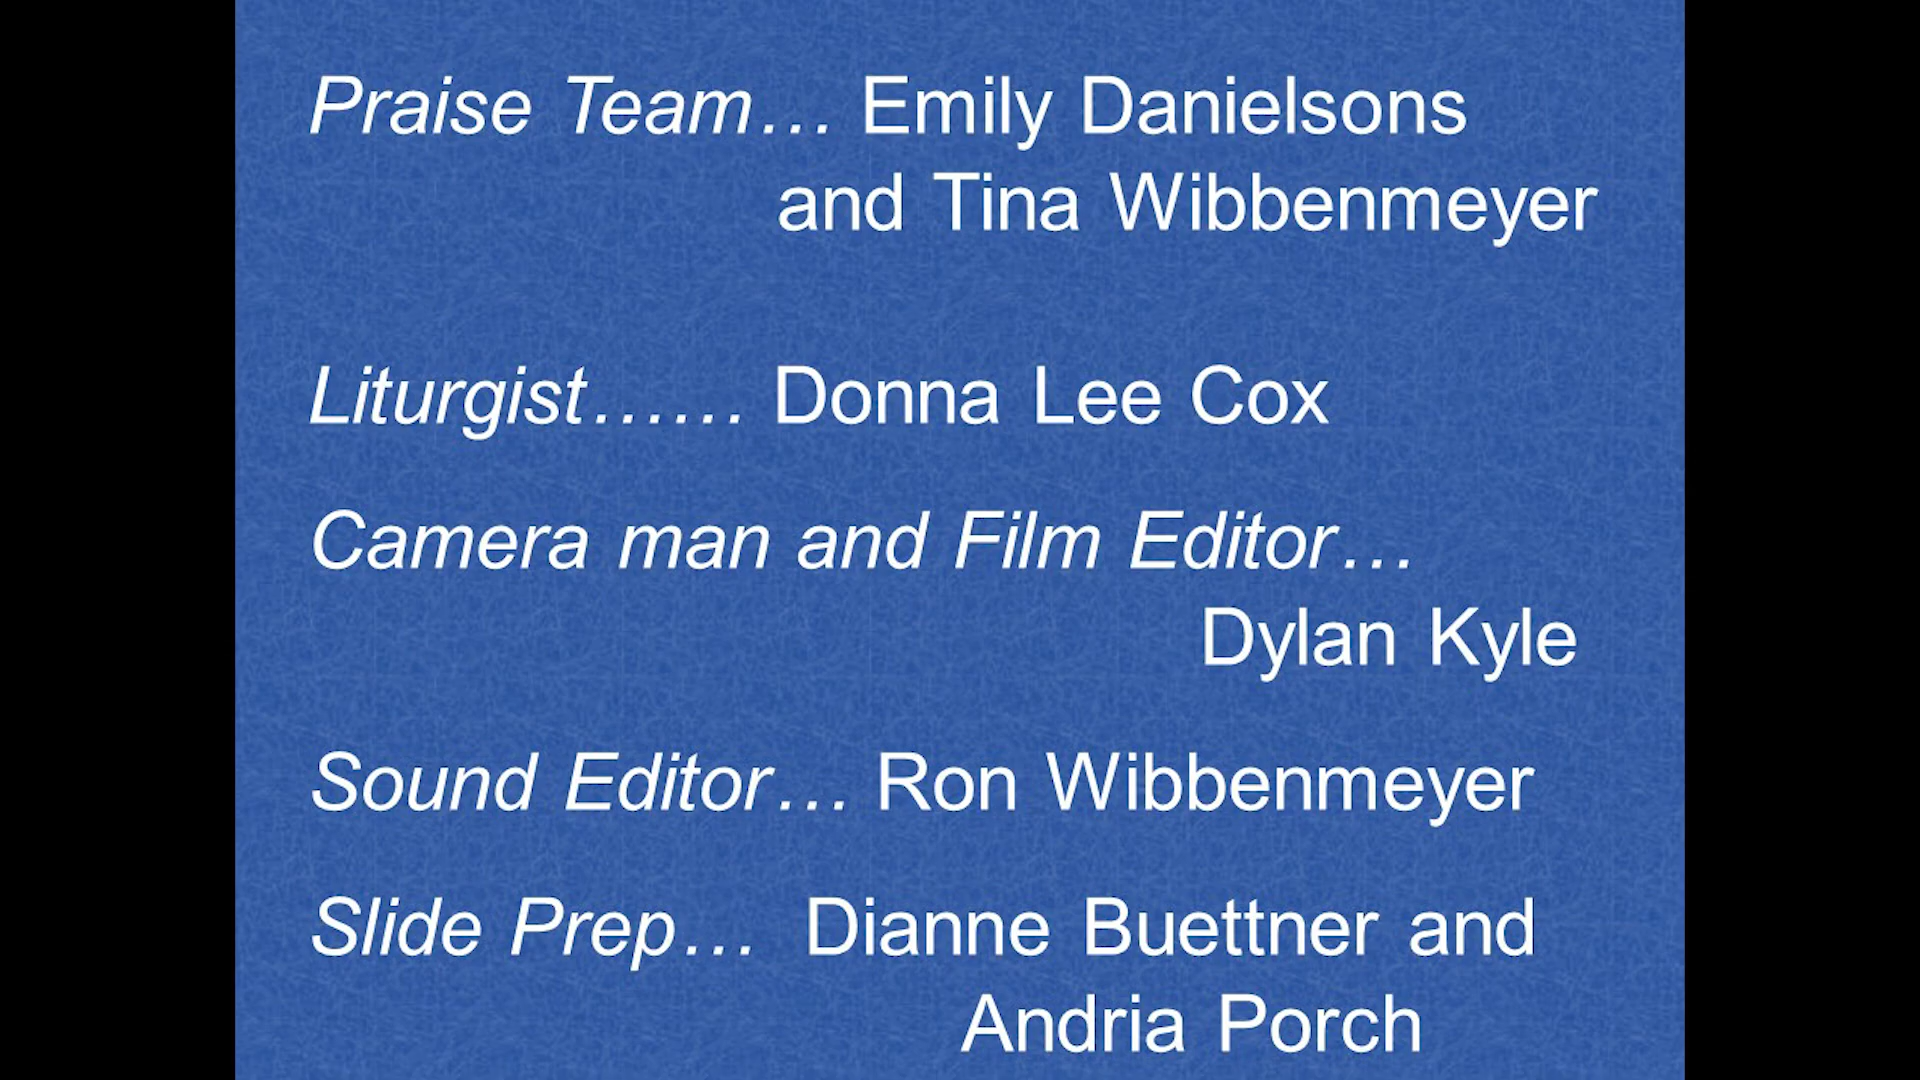 Praise Team… Emily Danielsons
and Tina Wibbenmeyer
Liturgist…… Donna Lee Cox
Camera man and Film Editor…
Dylan Kyle
Sound Editor… Ron Wibbenmeyer
Slide Prep… Dianne Buettner and
Andria Porch